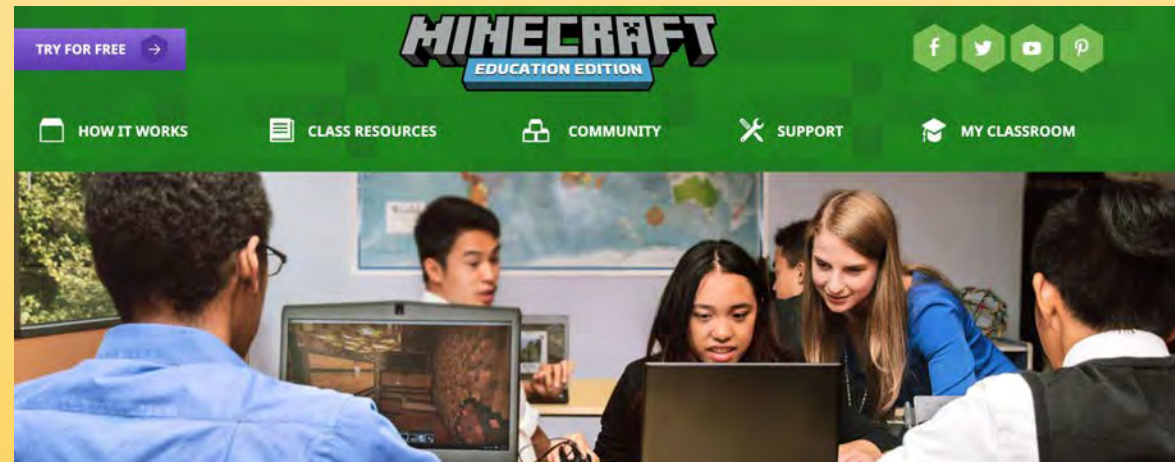 TRY FOR FREE
MINECRAFT
EDUCATION EDITION
HOW IT WORKS
CLASS RESOURCES
COMMUNITY
SUPPORT
MY CLASSROOM